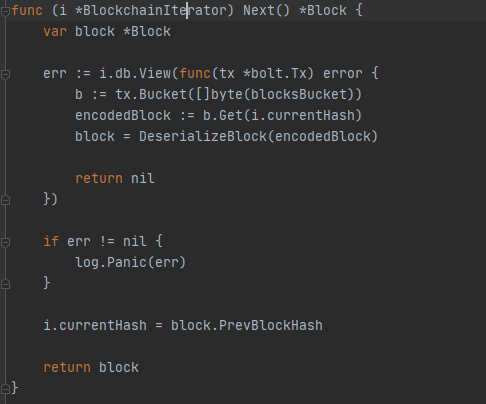 func (i *BlockchainIterator) Next() *Block {
    var block *Block

    err := i.db.View(func(tx *bolt.Tx) error {
        b := tx.Bucket([]byte(blocksBucket))
        encodedBlock := b.Get(i.currentHash)
        block = DeserializeBlock(encodedBlock)

        return nil
    })

    if err != nil {
        log.Panic(err)
    }

    i.currentHash = block.PrevBlockHash

    return block
}